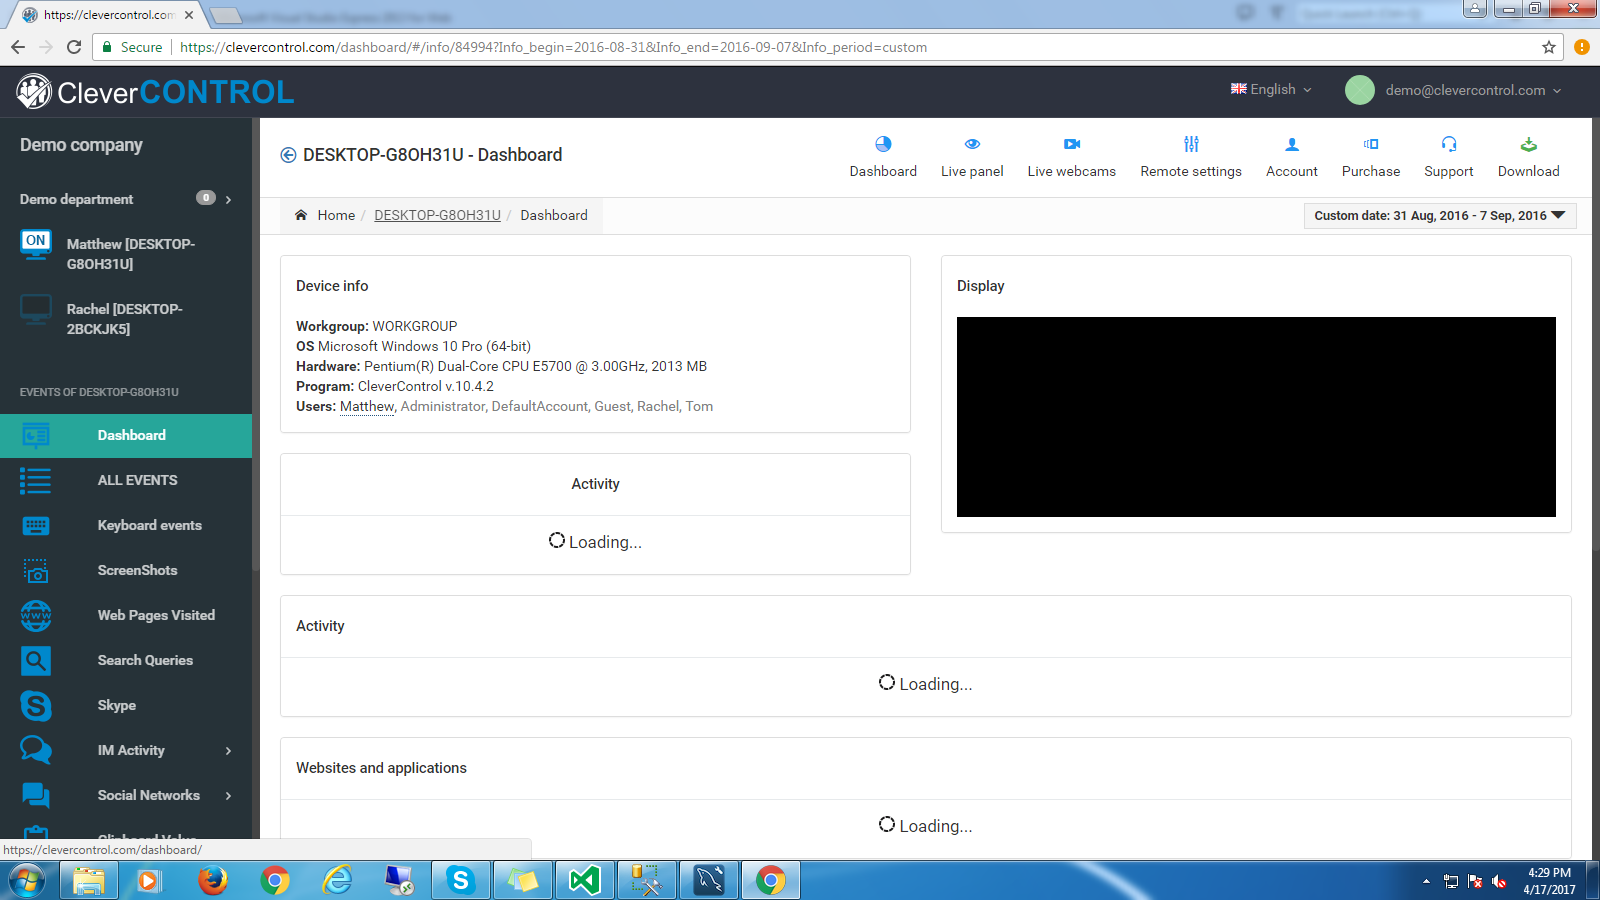 https://clevercontrol.com
Secure
https://clevercontrol.com/dashboard/#/info/84994?Info_begin=2016-08-31&Info_end=2016-09-07&Info_period=custom
CleverCONTROL
English
demo@clevercontrol.com
Demo company
Demo department
0
ON
Matthew [DESKTOP-
G8OH31U]
Rachel [DESKTOP-
2BCKJK5]
EVENTS OF DESKTOP-G8OH31U
Dashboard
ALL EVENTS
Keyboard events
ScreenShots
WWW
Web Pages Visited
Search Queries
Skype
IM Activity
Social Networks
https://clevercontrol.com/dashboard/
DESKTOP-G8OH31U - Dashboard
Dashboard
Live panel
Live webcams
Remote settings
Account
Purchase
Support
Download
Home / DESKTOP-G8OH31U / Dashboard
Custom date: 31 Aug, 2016 - 7 Sep, 2016
Device info
Workgroup: WORKGROUP
OS Microsoft Windows 10 Pro (64-bit)
Hardware: Pentium(R) Dual-Core CPU E5700 @ 3.00GHz, 2013 MB
Program: CleverControl v.10.4.2
Users: Matthew, Administrator, DefaultAccount, Guest, Rachel, Tom
Display
Activity
Loading...
Activity
Loading...
Websites and applications
Loading...
4:29 PM
4/17/2017